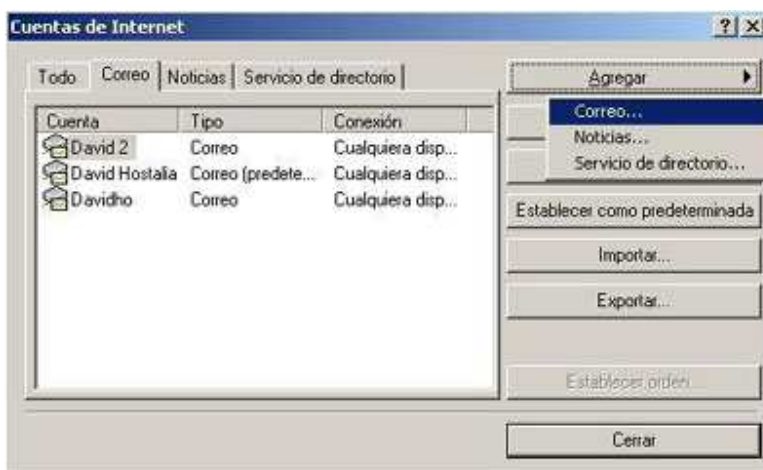 Cuentas de Internet
Todo Correo Noticias Servicio de directorio
Agregar
Correo...
Noticias...
Servicio de directorio...
Cuenta Tipo Conexión
David 2 Correo Cualquiera disp...
David Hostalia Correo (predete... Cualquiera disp...
Davidho Correo Cualquiera disp...
Establecer como predeterminada
Importar...
Exportar...
Establecer orden...
Cerrar